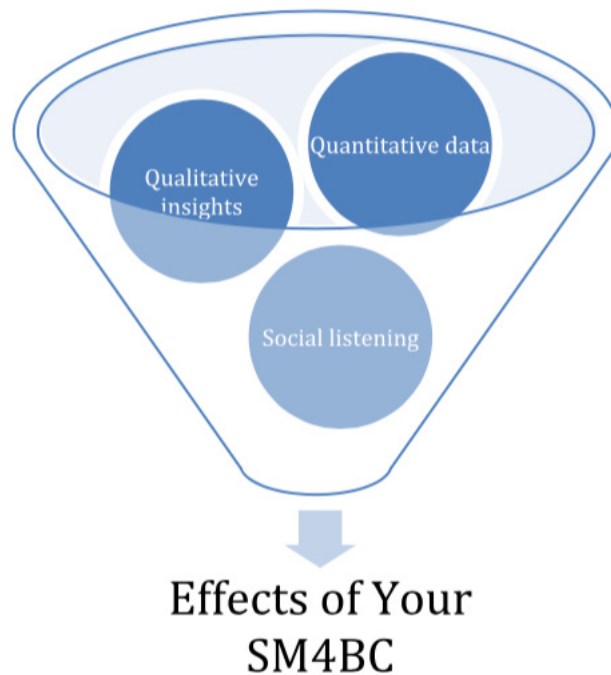 Quantitative data
Qualitative
insights
Social listening
Effects of Your
SM4BC